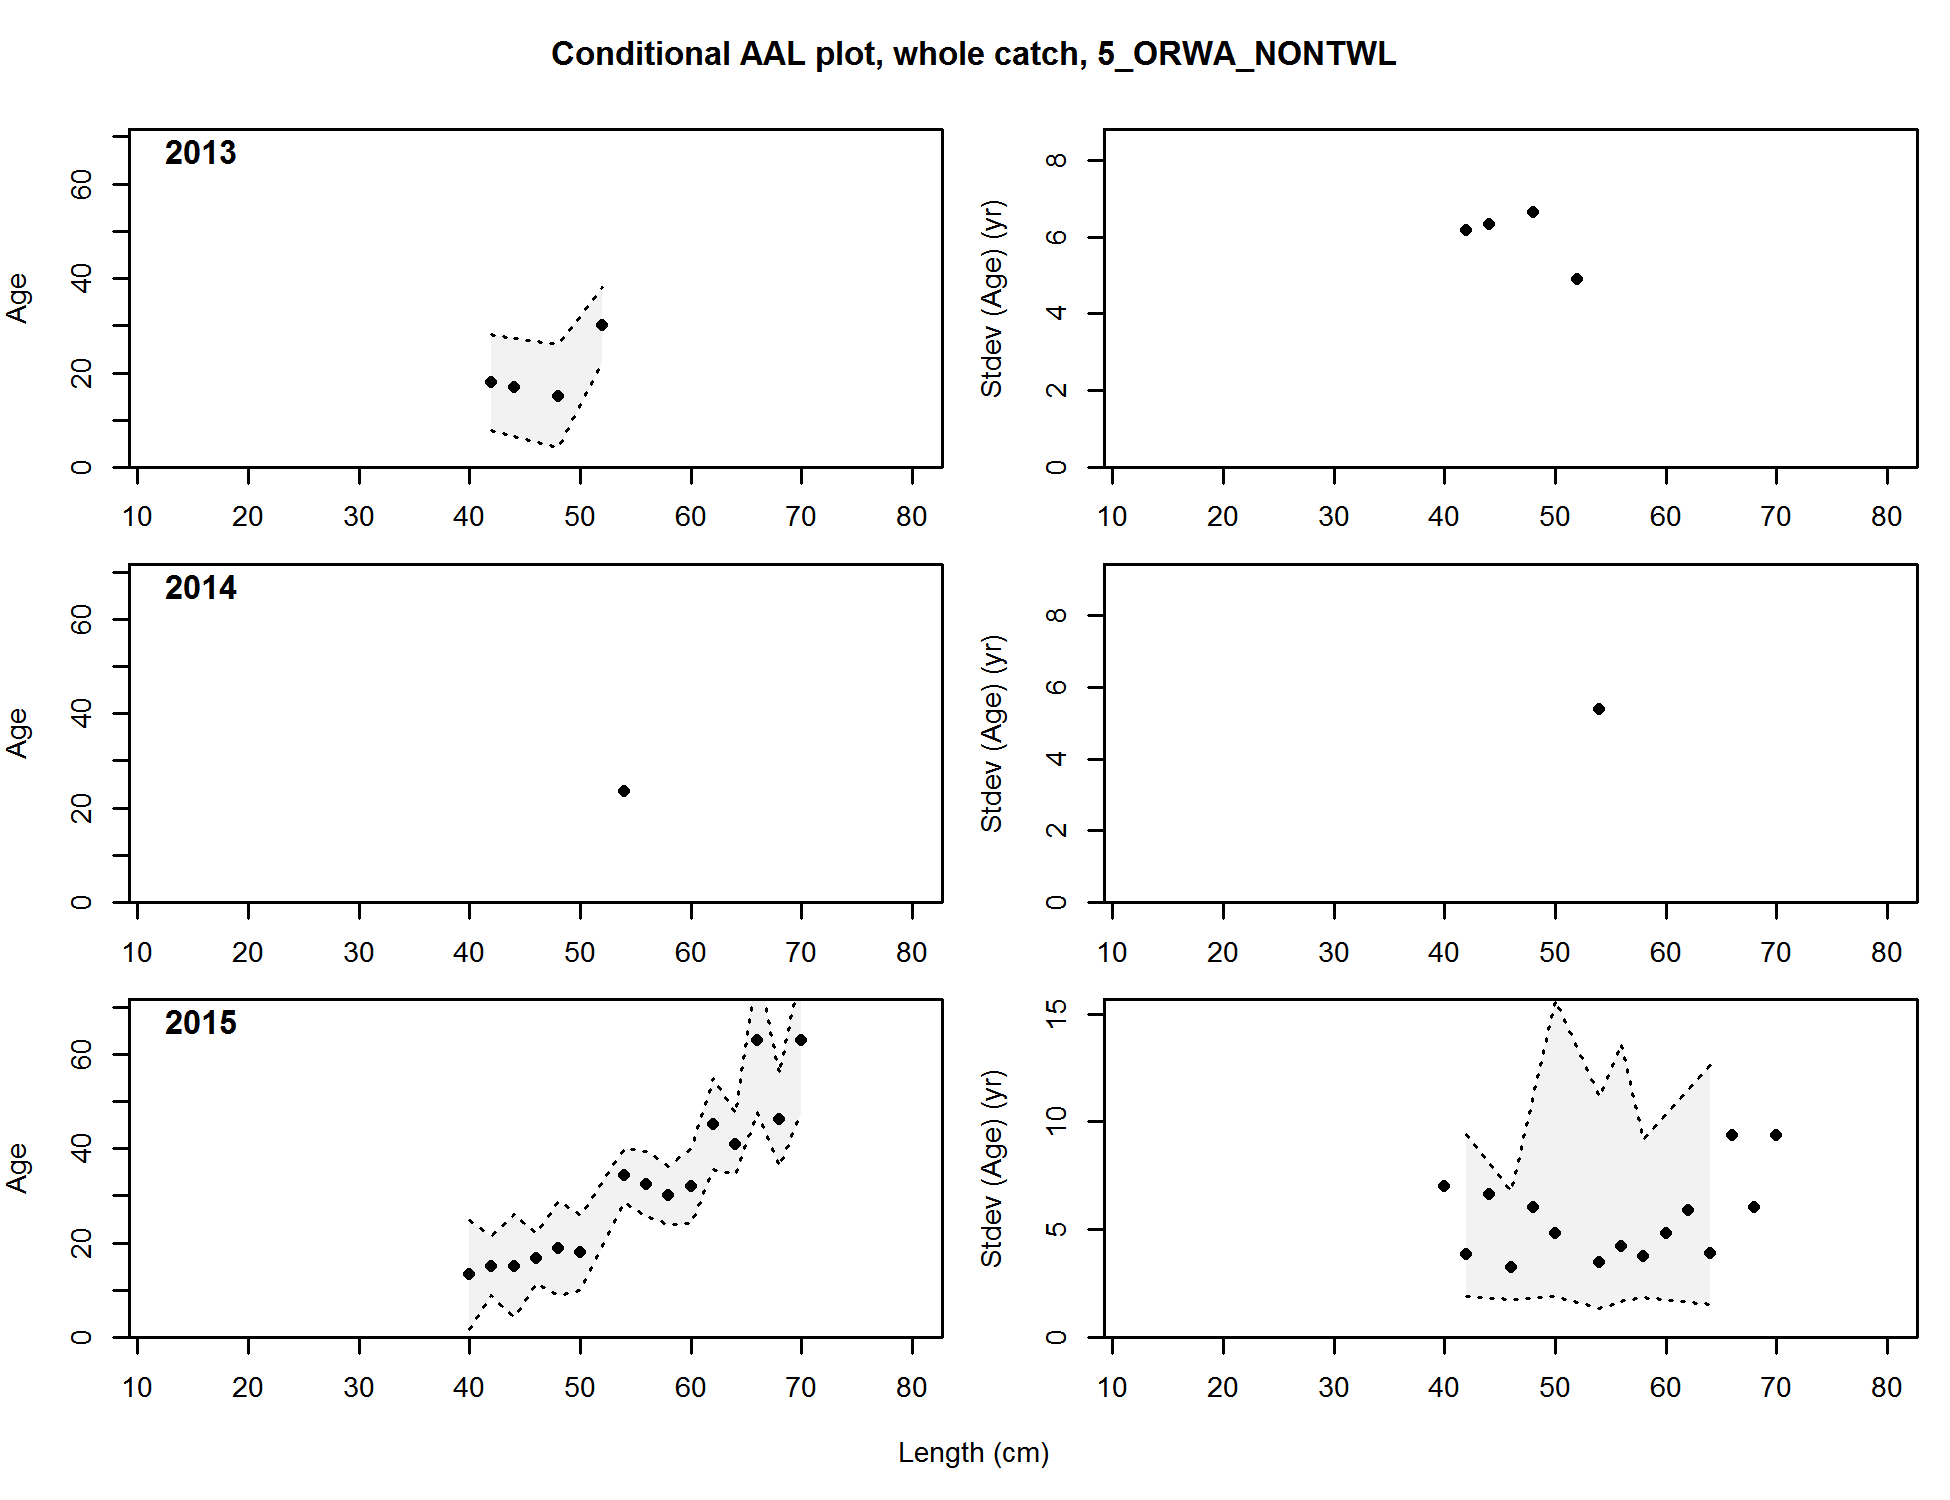 Conditional AAL plot, whole catch, 5_ORWA_NONTWL
2013
Age
0 20 40 60
10 20 30 40 50 60 70 80
Stdev (Age) (yr)
0 2 4 6 8
10 20 30 40 50 60 70 80
2014
Age
0 20 40 60
10 20 30 40 50 60 70 80
Stdev (Age) (yr)
0 2 4 6 8
10 20 30 40 50 60 70 80
2015
Age
0 20 40 60
10 20 30 40 50 60 70 80
Stdev (Age) (yr)
0 5 10 15
10 20 30 40 50 60 70 80
Length (cm)